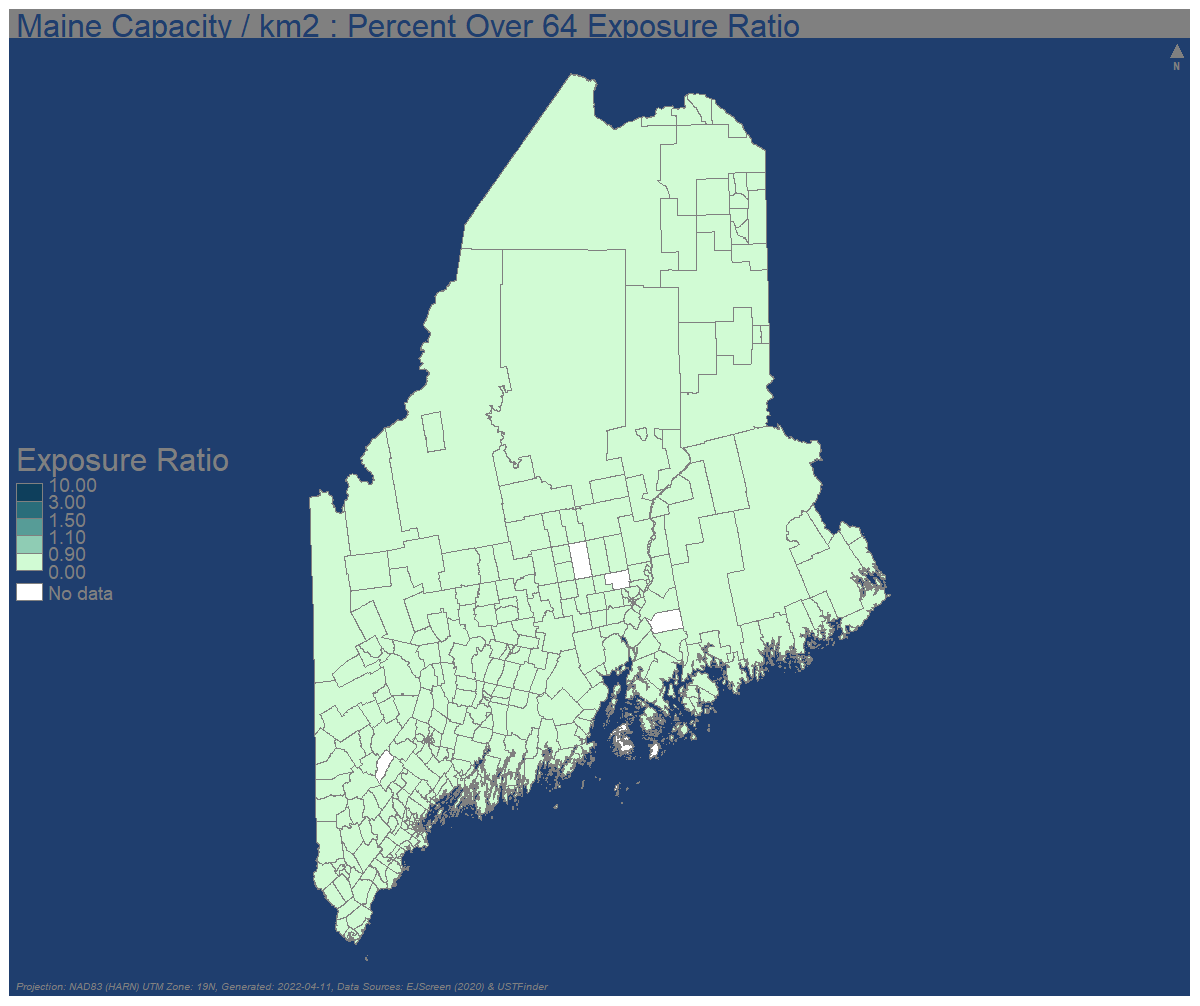 Maine Capacity / km2 : Percent Over 64 Exposure Ratio
N
Exposure Ratio
10.00
3.00
1.50
1.10
0.90
0.00
No data
Projection: NAD83 (HARN) UTM Zone: 19N, Generated: 2022-04-11, Data Sources: EJScreen (2020) & USTFinder